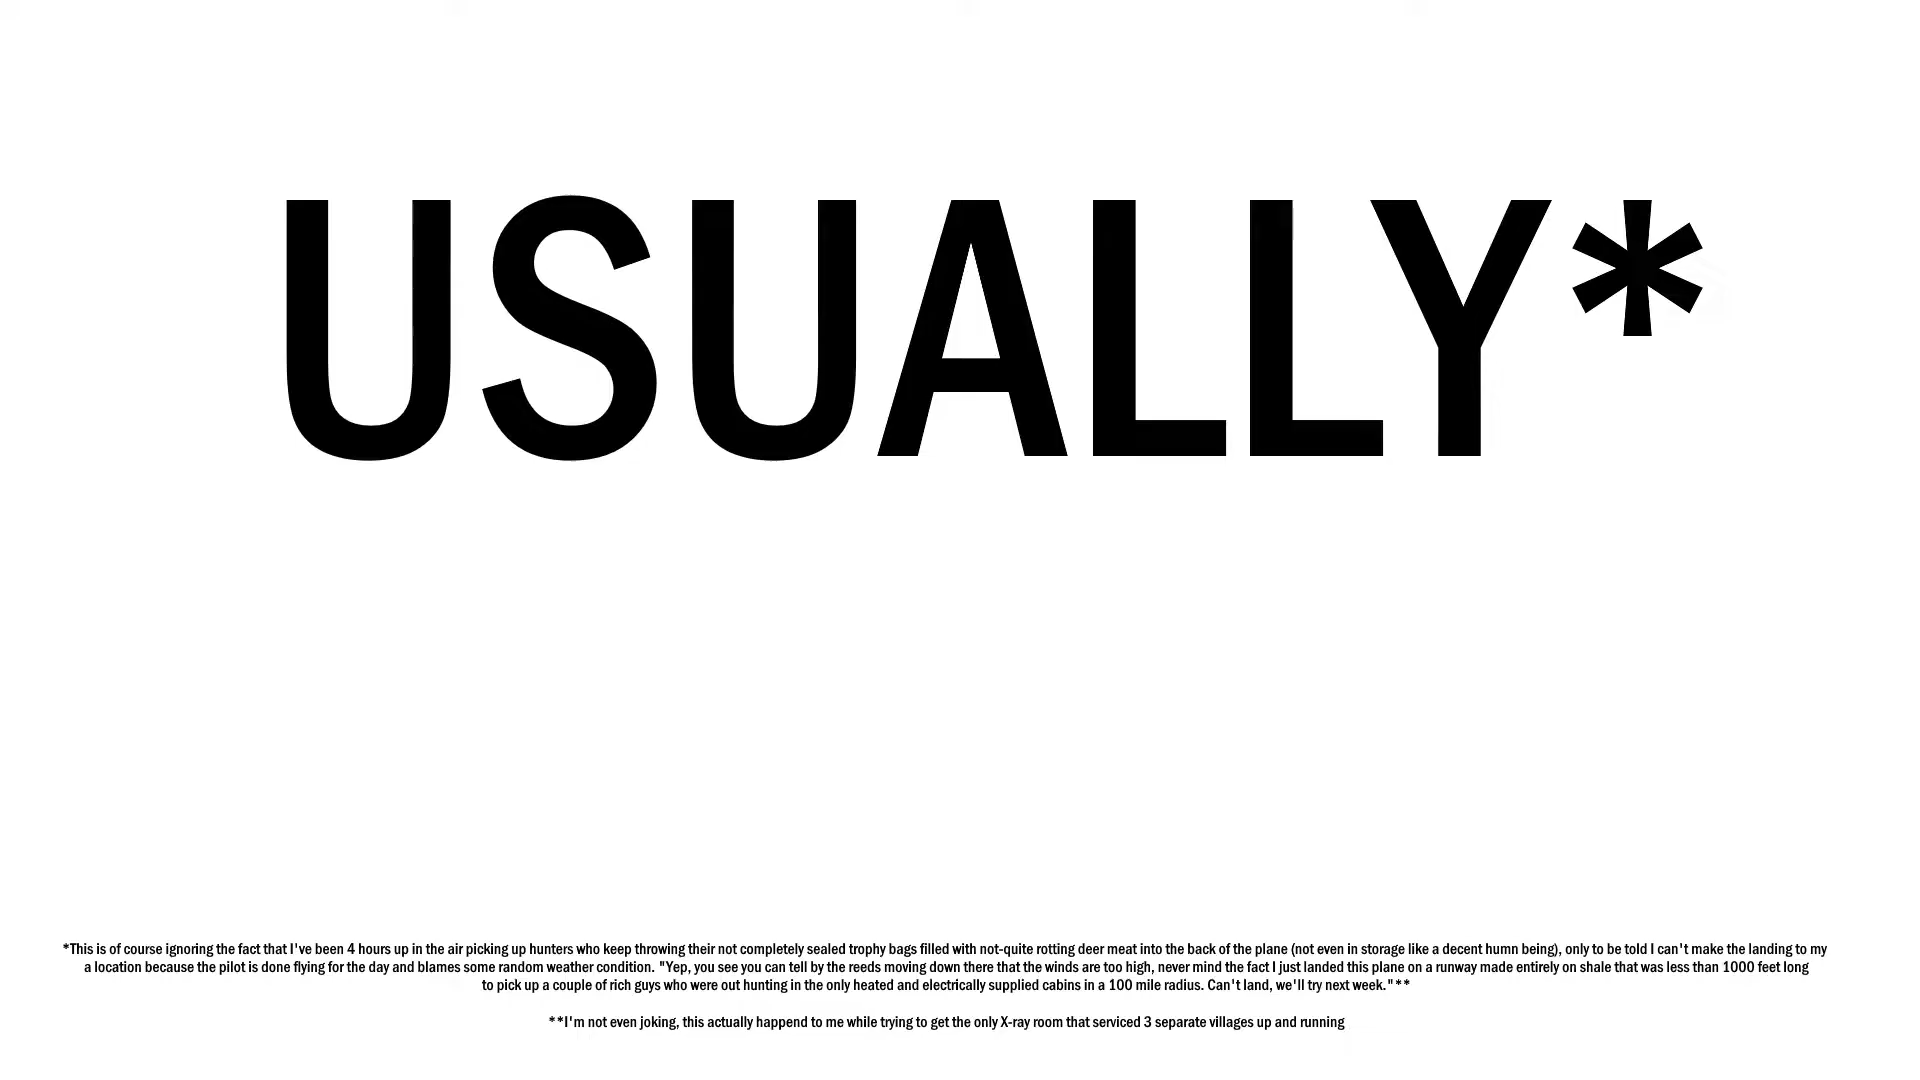 USUALLY*
*This is of course ignoring the fact that I've been 4 hours up in the air picking up hunters who keep throwing their not completely sealed trophy bags filled with not-quite rotting deer meat into the back of the plane (not even in storage like a decent humn being), only to be told I can't make the landing to my
a location because the pilot is done flying for the day and blames some random weather condition. "Yep, you see you can tell by the reeds moving down there that the winds are too high, never mind the fact I just landed this plane on a runway made entirely on shale that was less than 1000 feet long
to pick up a couple of rich guys who were out hunting in the only heated and electrically supplied cabins in a 100 mile radius. Can't land, we'll try next week."**
**I'm not even joking, this actually happend to me while trying to get the only X-ray room that serviced 3 separate villages up and running